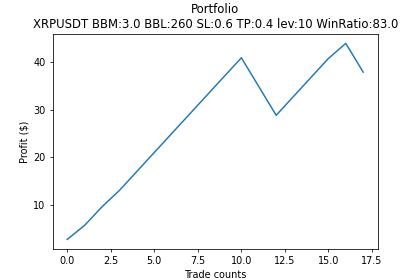 Portfolio
XRPUSDT BBM:3.0 BBL:260 SL:0.6 TP:0.4 lev:10 WinRatio:83.0
40
30
20
10
Profit ($)
0.0 2.5 5.0 7.5 10.0 12.5 15.0 17.5
Trade counts